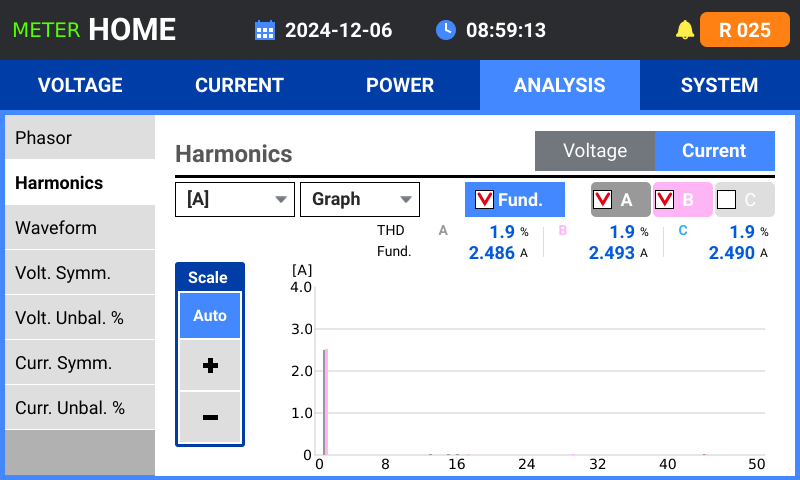 METER HOME 2024-12-06 08:59:13 R 025
VOLTAGE CURRENT POWER ANALYSIS SYSTEM
Phasor
Harmonics
Waveform
Volt. Symm.
Volt. Unbal. %
Curr. Symm.
Curr. Unbal. %
Harmonics Voltage Current
[A] Graph Fund. A B C
THD A 1.9 % B 1.9 % C 1.9 %
Fund. 2.486 A 2.493 A 2.490 A
Scale
Auto
+
−
[A]
4.0
3.0
2.0
1.0
0
0 8 16 24 32 40 50